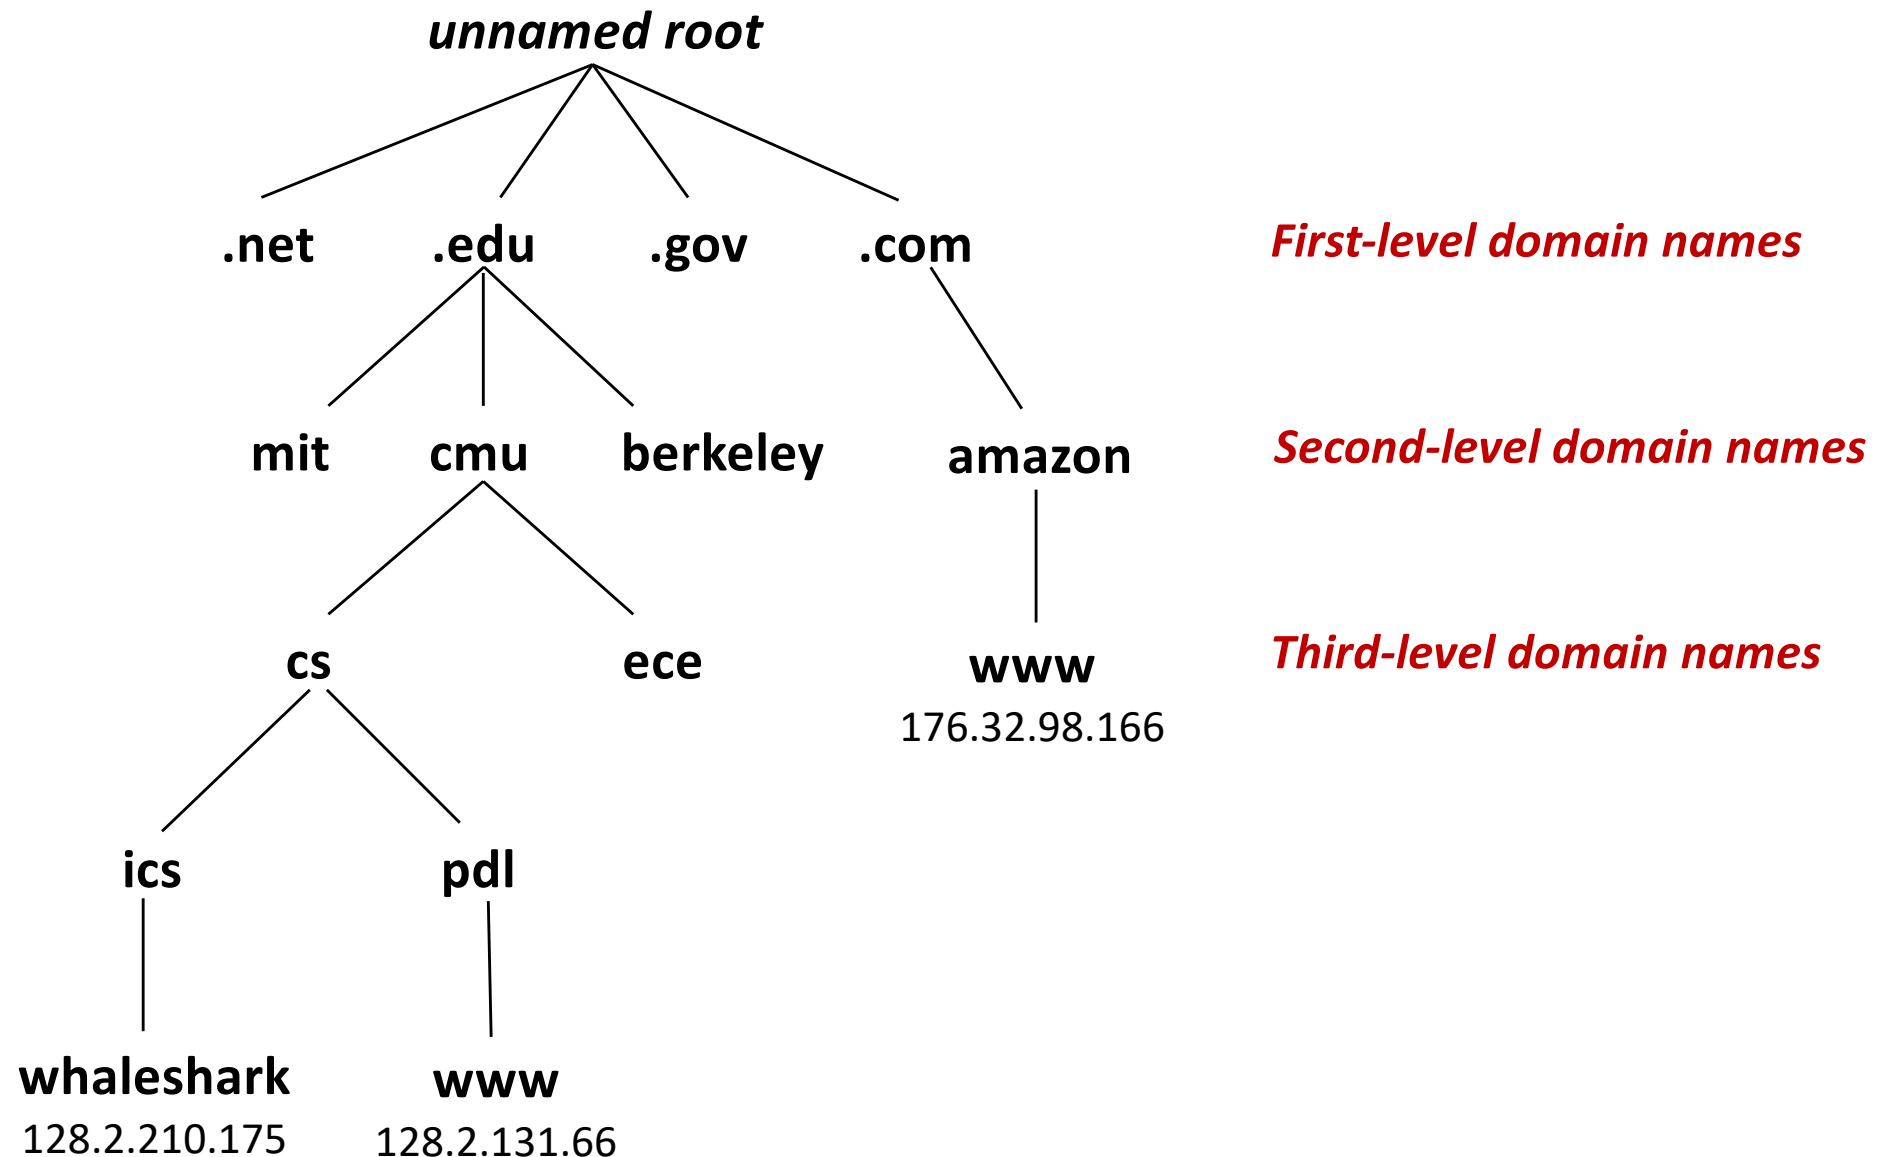 unnamed root
.net .edu .gov .com First-level domain names
mit cmu berkeley amazon Second-level domain names
cs ece www Third-level domain names
176.32.98.166
ics pdl
whaleshark www
128.2.210.175 128.2.131.66